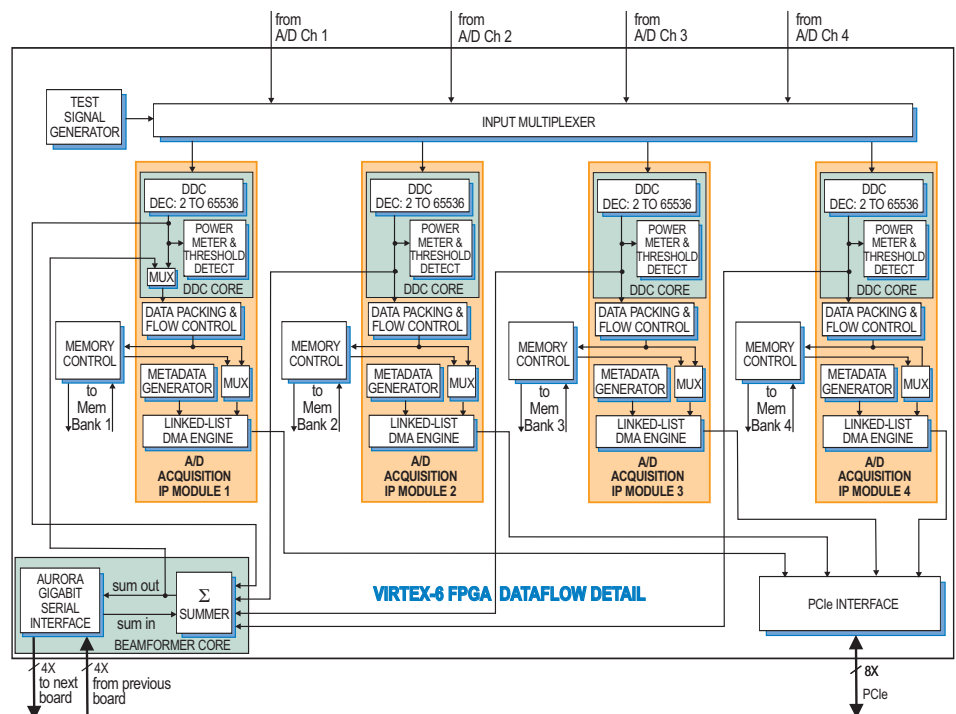 from
A/D Ch 1
from
A/D Ch 2
from
A/D Ch 3
from
A/D Ch 4
TEST
SIGNAL
GENERATOR
INPUT MULTIPLEXER
DDC
DEC: 2 TO 65536
POWER
METER &
THRESHOLD
DETECT
MUX
DDC CORE
DATA PACKING &
FLOW CONTROL
MEMORY
CONTROL
METADATA
GENERATOR
MUX
to
Mem
Bank 1
LINKED-LIST
DMA ENGINE
A/D
ACQUISITION
IP MODULE 1
DDC
DEC: 2 TO 65536
POWER
METER &
THRESHOLD
DETECT
DDC CORE
DATA PACKING &
FLOW CONTROL
MEMORY
CONTROL
METADATA
GENERATOR
MUX
to
Mem
Bank 2
LINKED-LIST
DMA ENGINE
A/D
ACQUISITION
IP MODULE 2
DDC
DEC: 2 TO 65536
POWER
METER &
THRESHOLD
DETECT
DDC CORE
DATA PACKING &
FLOW CONTROL
MEMORY
CONTROL
METADATA
GENERATOR
MUX
to
Mem
Bank 3
LINKED-LIST
DMA ENGINE
A/D
ACQUISITION
IP MODULE 3
DDC
DEC: 2 TO 65536
POWER
METER &
THRESHOLD
DETECT
DDC CORE
DATA PACKING &
FLOW CONTROL
MEMORY
CONTROL
METADATA
GENERATOR
MUX
to
Mem
Bank 4
LINKED-LIST
DMA ENGINE
A/D
ACQUISITION
IP MODULE 4
AURORA
GIGABIT
SERIAL
INTERFACE
sum out
sum in
Σ
SUMMER
BEAMFORMER CORE
VIRTEX-6 FPGA DATAFLOW DETAIL
PCIe INTERFACE
4X
to next
board
4X
from previous
board
8X
PCIe